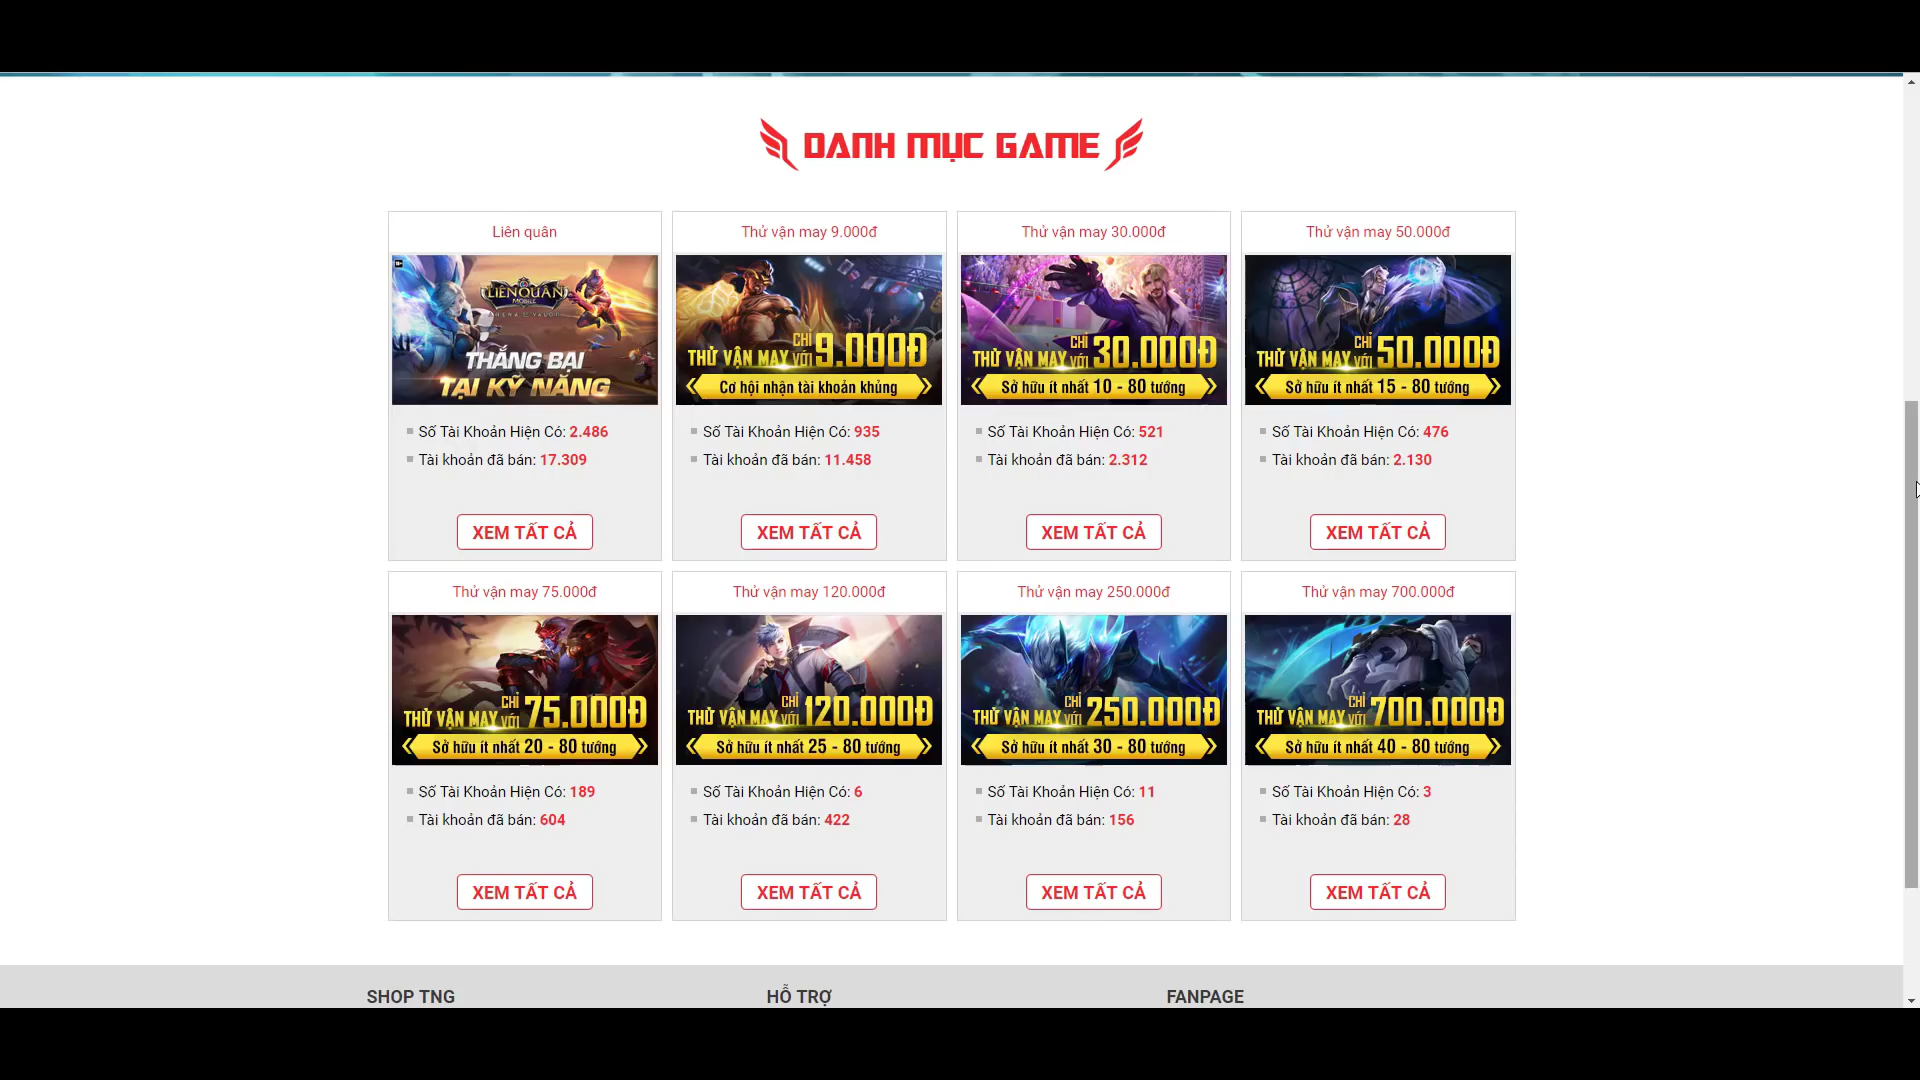 DANH MỤC GAME
Liên quân
Thử vận may 9.000đ
Thử vận may 30.000đ
Thử vận may 50.000đ
LIÊN QUÂN
MOBILE
ARENA OF VALOR
THẮNG BẠI
TẠI KỸ NĂNG
THỬ VẬN MAY CHỈ VỚI 9.000Đ
Cơ hội nhận tài khoản khủng
THỬ VẬN MAY CHỈ VỚI 30.000Đ
Sở hữu ít nhất 10 - 80 tướng
THỬ VẬN MAY CHỈ VỚI 50.000Đ
Sở hữu ít nhất 15 - 80 tướng
Số Tài Khoản Hiện Có: 2.486
Tài khoản đã bán: 17.309
Số Tài Khoản Hiện Có: 935
Tài khoản đã bán: 11.458
Số Tài Khoản Hiện Có: 521
Tài khoản đã bán: 2.312
Số Tài Khoản Hiện Có: 476
Tài khoản đã bán: 2.130
XEM TẤT CẢ
XEM TẤT CẢ
XEM TẤT CẢ
XEM TẤT CẢ
Thử vận may 75.000đ
Thử vận may 120.000đ
Thử vận may 250.000đ
Thử vận may 700.000đ
THỬ VẬN MAY CHỈ VỚI 75.000Đ
Sở hữu ít nhất 20 - 80 tướng
THỬ VẬN MAY CHỈ VỚI 120.000Đ
Sở hữu ít nhất 25 - 80 tướng
THỬ VẬN MAY CHỈ VỚI 250.000Đ
Sở hữu ít nhất 30 - 80 tướng
THỬ VẬN MAY CHỈ VỚI 700.000Đ
Sở hữu ít nhất 40 - 80 tướng
Số Tài Khoản Hiện Có: 189
Tài khoản đã bán: 604
Số Tài Khoản Hiện Có: 6
Tài khoản đã bán: 422
Số Tài Khoản Hiện Có: 11
Tài khoản đã bán: 156
Số Tài Khoản Hiện Có: 3
Tài khoản đã bán: 28
XEM TẤT CẢ
XEM TẤT CẢ
XEM TẤT CẢ
XEM TẤT CẢ
SHOP TNG
HỖ TRỢ
FANPAGE